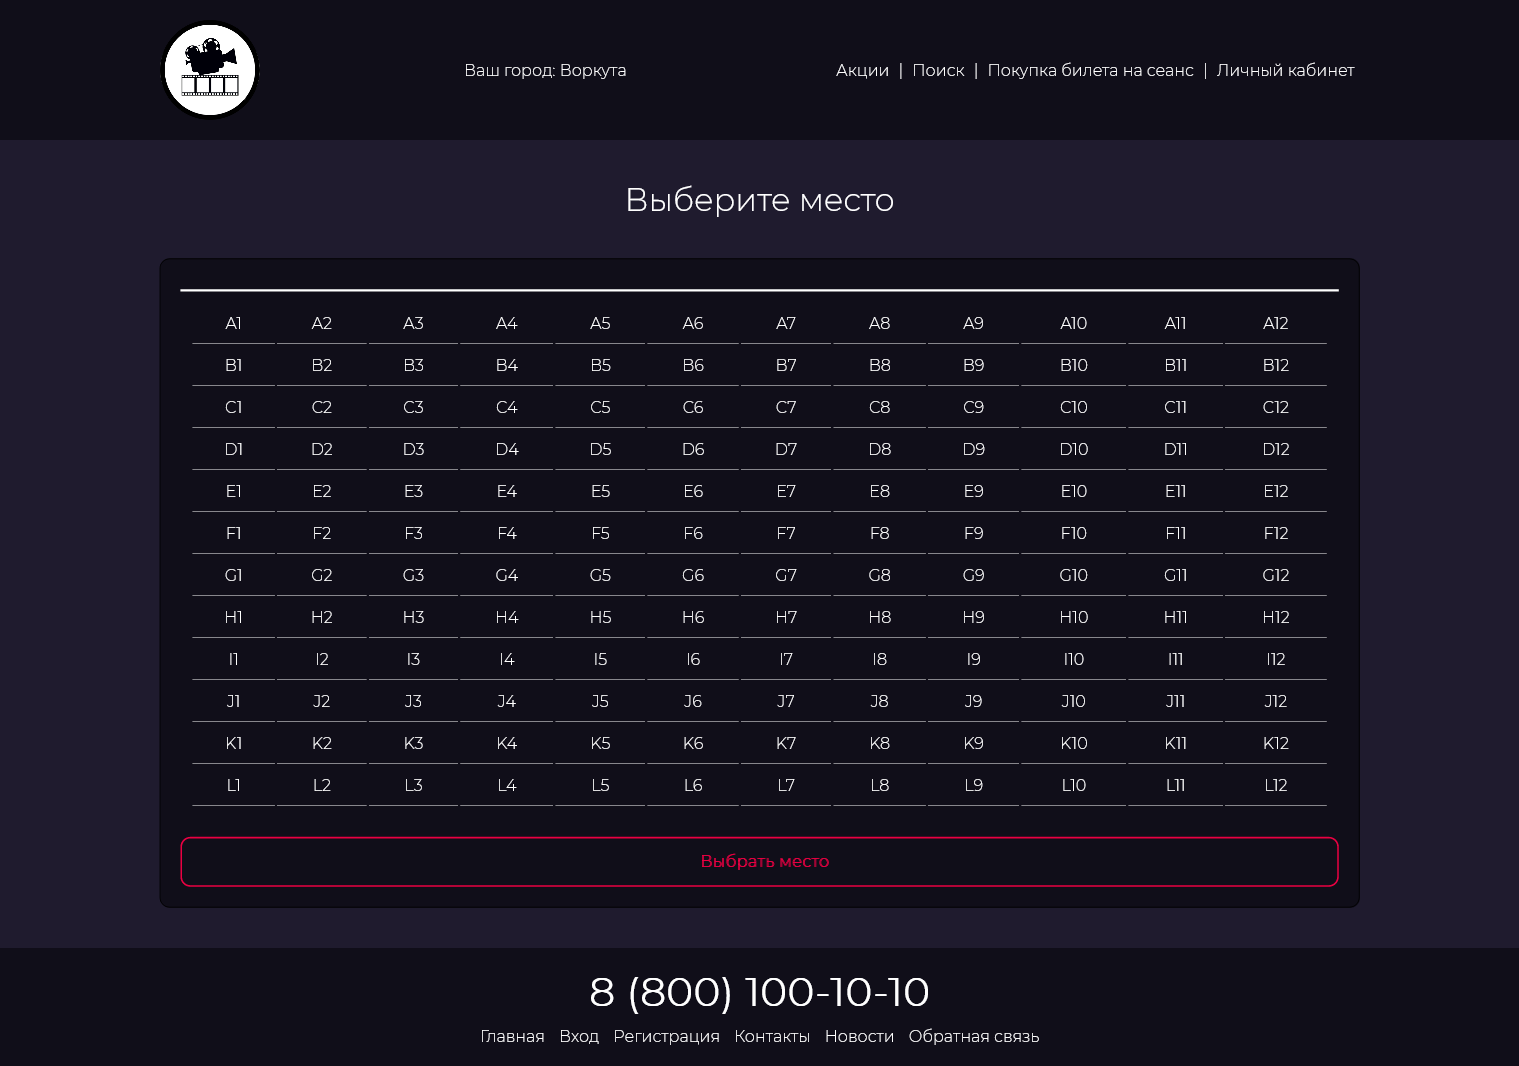 Ваш город: Воркута
Акции | Поиск | Покупка билета на сеанс | Личный кабинет
Выберите место
A1 A2 A3 A4 A5 A6 A7 A8 A9 A10 A11 A12
B1 B2 B3 B4 B5 B6 B7 B8 B9 B10 B11 B12
C1 C2 C3 C4 C5 C6 C7 C8 C9 C10 C11 C12
D1 D2 D3 D4 D5 D6 D7 D8 D9 D10 D11 D12
E1 E2 E3 E4 E5 E6 E7 E8 E9 E10 E11 E12
F1 F2 F3 F4 F5 F6 F7 F8 F9 F10 F11 F12
G1 G2 G3 G4 G5 G6 G7 G8 G9 G10 G11 G12
H1 H2 H3 H4 H5 H6 H7 H8 H9 H10 H11 H12
I1 I2 I3 I4 I5 I6 I7 I8 I9 I10 I11 I12
J1 J2 J3 J4 J5 J6 J7 J8 J9 J10 J11 J12
K1 K2 K3 K4 K5 K6 K7 K8 K9 K10 K11 K12
L1 L2 L3 L4 L5 L6 L7 L8 L9 L10 L11 L12
Выбрать место
8 (800) 100-10-10
Главная Вход Регистрация Контакты Новости Обратная связь